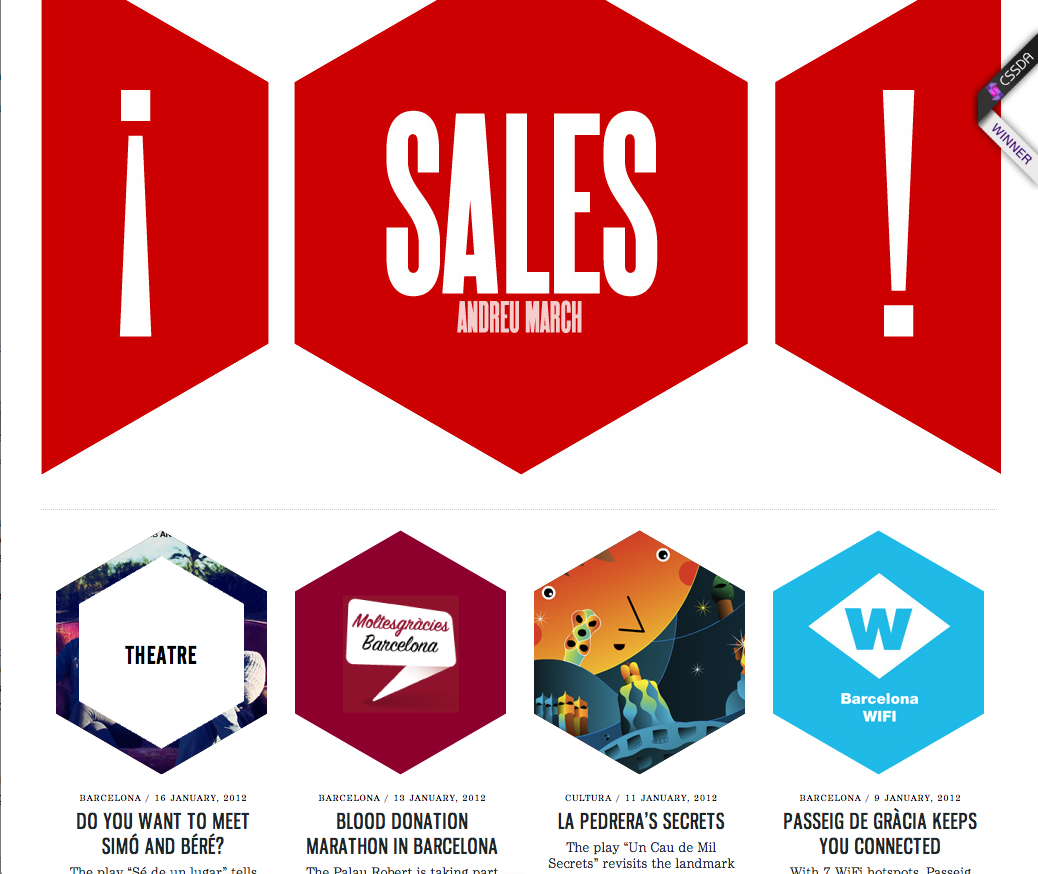 ¡
SALES
!
ANDREU MARCH
CSSDA
WINNER
THEATRE
Moltesgràcies
Barcelona
W
Barcelona
WIFI
BARCELONA / 16 JANUARY, 2012
DO YOU WANT TO MEET
SIMÓ AND BÉRÉ?
The play “Sé de un lugar” tells
BARCELONA / 13 JANUARY, 2012
BLOOD DONATION
MARATHON IN BARCELONA
The Palau Robert is taking part
CULTURA / 11 JANUARY, 2012
LA PEDRERA’S SECRETS
The play “Un Cau de Mil
Secrets” revisits the landmark
BARCELONA / 9 JANUARY, 2012
PASSEIG DE GRÀCIA KEEPS
YOU CONNECTED
With 7 WiFi hotspots, Passeig